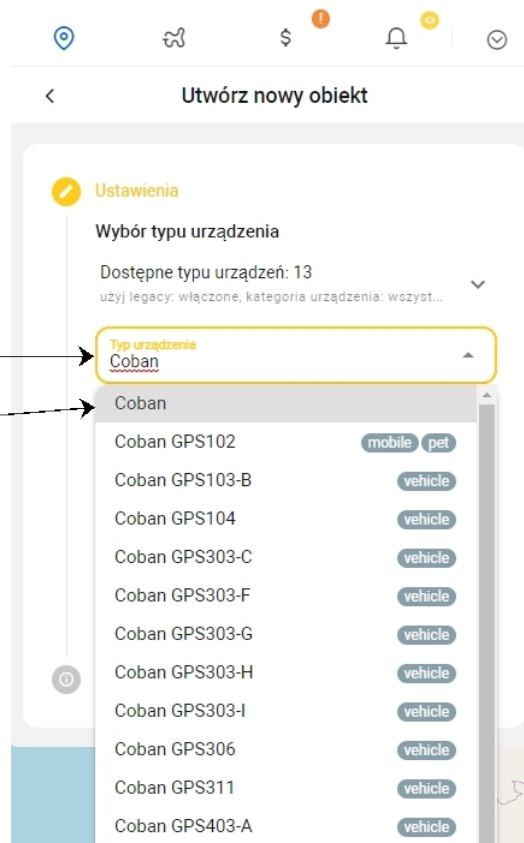 $
!
Utwórz nowy obiekt
Ustawienia
Wybór typu urządzenia
Dostępne typu urządzeń: 13
użyj legacy: włączone, kategoria urządzenia: wszyst...
Typ urządzenia
Coban
Coban
Coban GPS102 mobile pet
Coban GPS103-B vehicle
Coban GPS104 vehicle
Coban GPS303-C vehicle
Coban GPS303-F vehicle
Coban GPS303-G vehicle
Coban GPS303-H vehicle
Coban GPS303-I vehicle
Coban GPS306 vehicle
Coban GPS311 vehicle
Coban GPS403-A vehicle